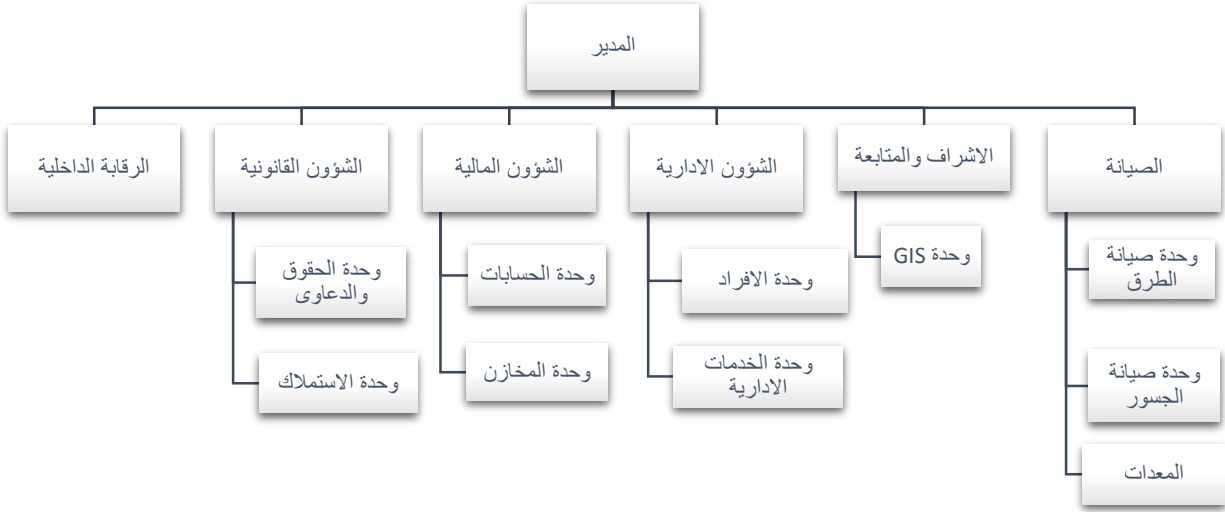 المدير
الصيانة
الاشراف والمتابعة
الشؤون الادارية
الشؤون المالية
الشؤون القانونية
الرقابة الداخلية
وحدة صيانة
الطرق
وحدة صيانة
الجسور
المعدات
وحدة GIS
وحدة الافراد
وحدة الخدمات
الادارية
وحدة الحسابات
وحدة المخازن
وحدة الحقوق
والدعاوى
وحدة الاستملاك